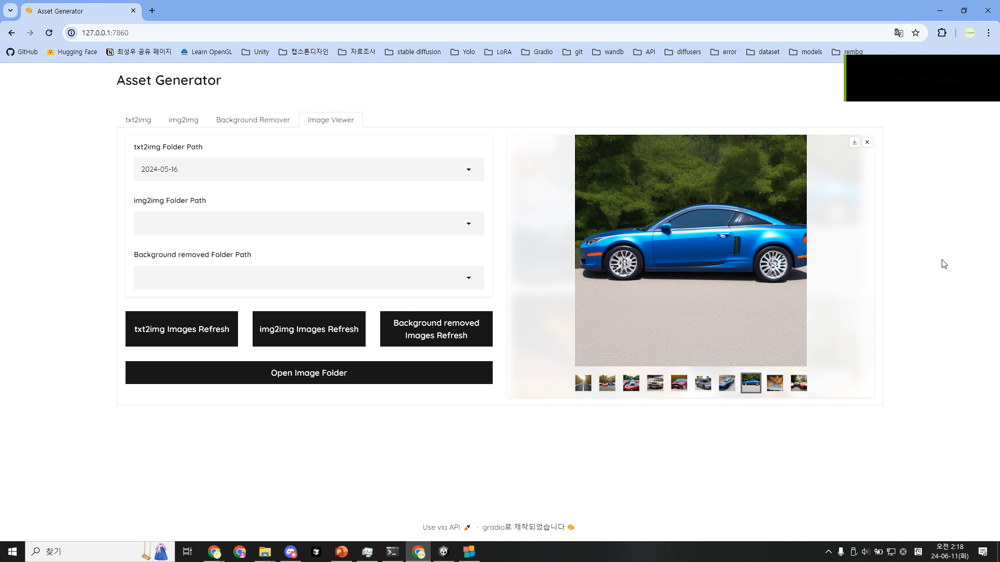 Asset Generator
127.0.0.1:7860
GitHub
Hugging Face
최성우 공유 페이지
Learn OpenGL
Unity
캡스톤디자인
자료조사
stable diffusion
Yolo
LoRA
Gradio
git
wandb
API
diffusers
error
dataset
models
rembg
Asset Generator
txt2img
img2img
Background Remover
Image Viewer
txt2img Folder Path
2024-05-16
img2img Folder Path
Background removed Folder Path
txt2img Images Refresh
img2img Images Refresh
Background removed
Images Refresh
Open Image Folder
Use via API
·
gradio로 제작되었습니다
찾기
오전 2:18
24-06-11(화)